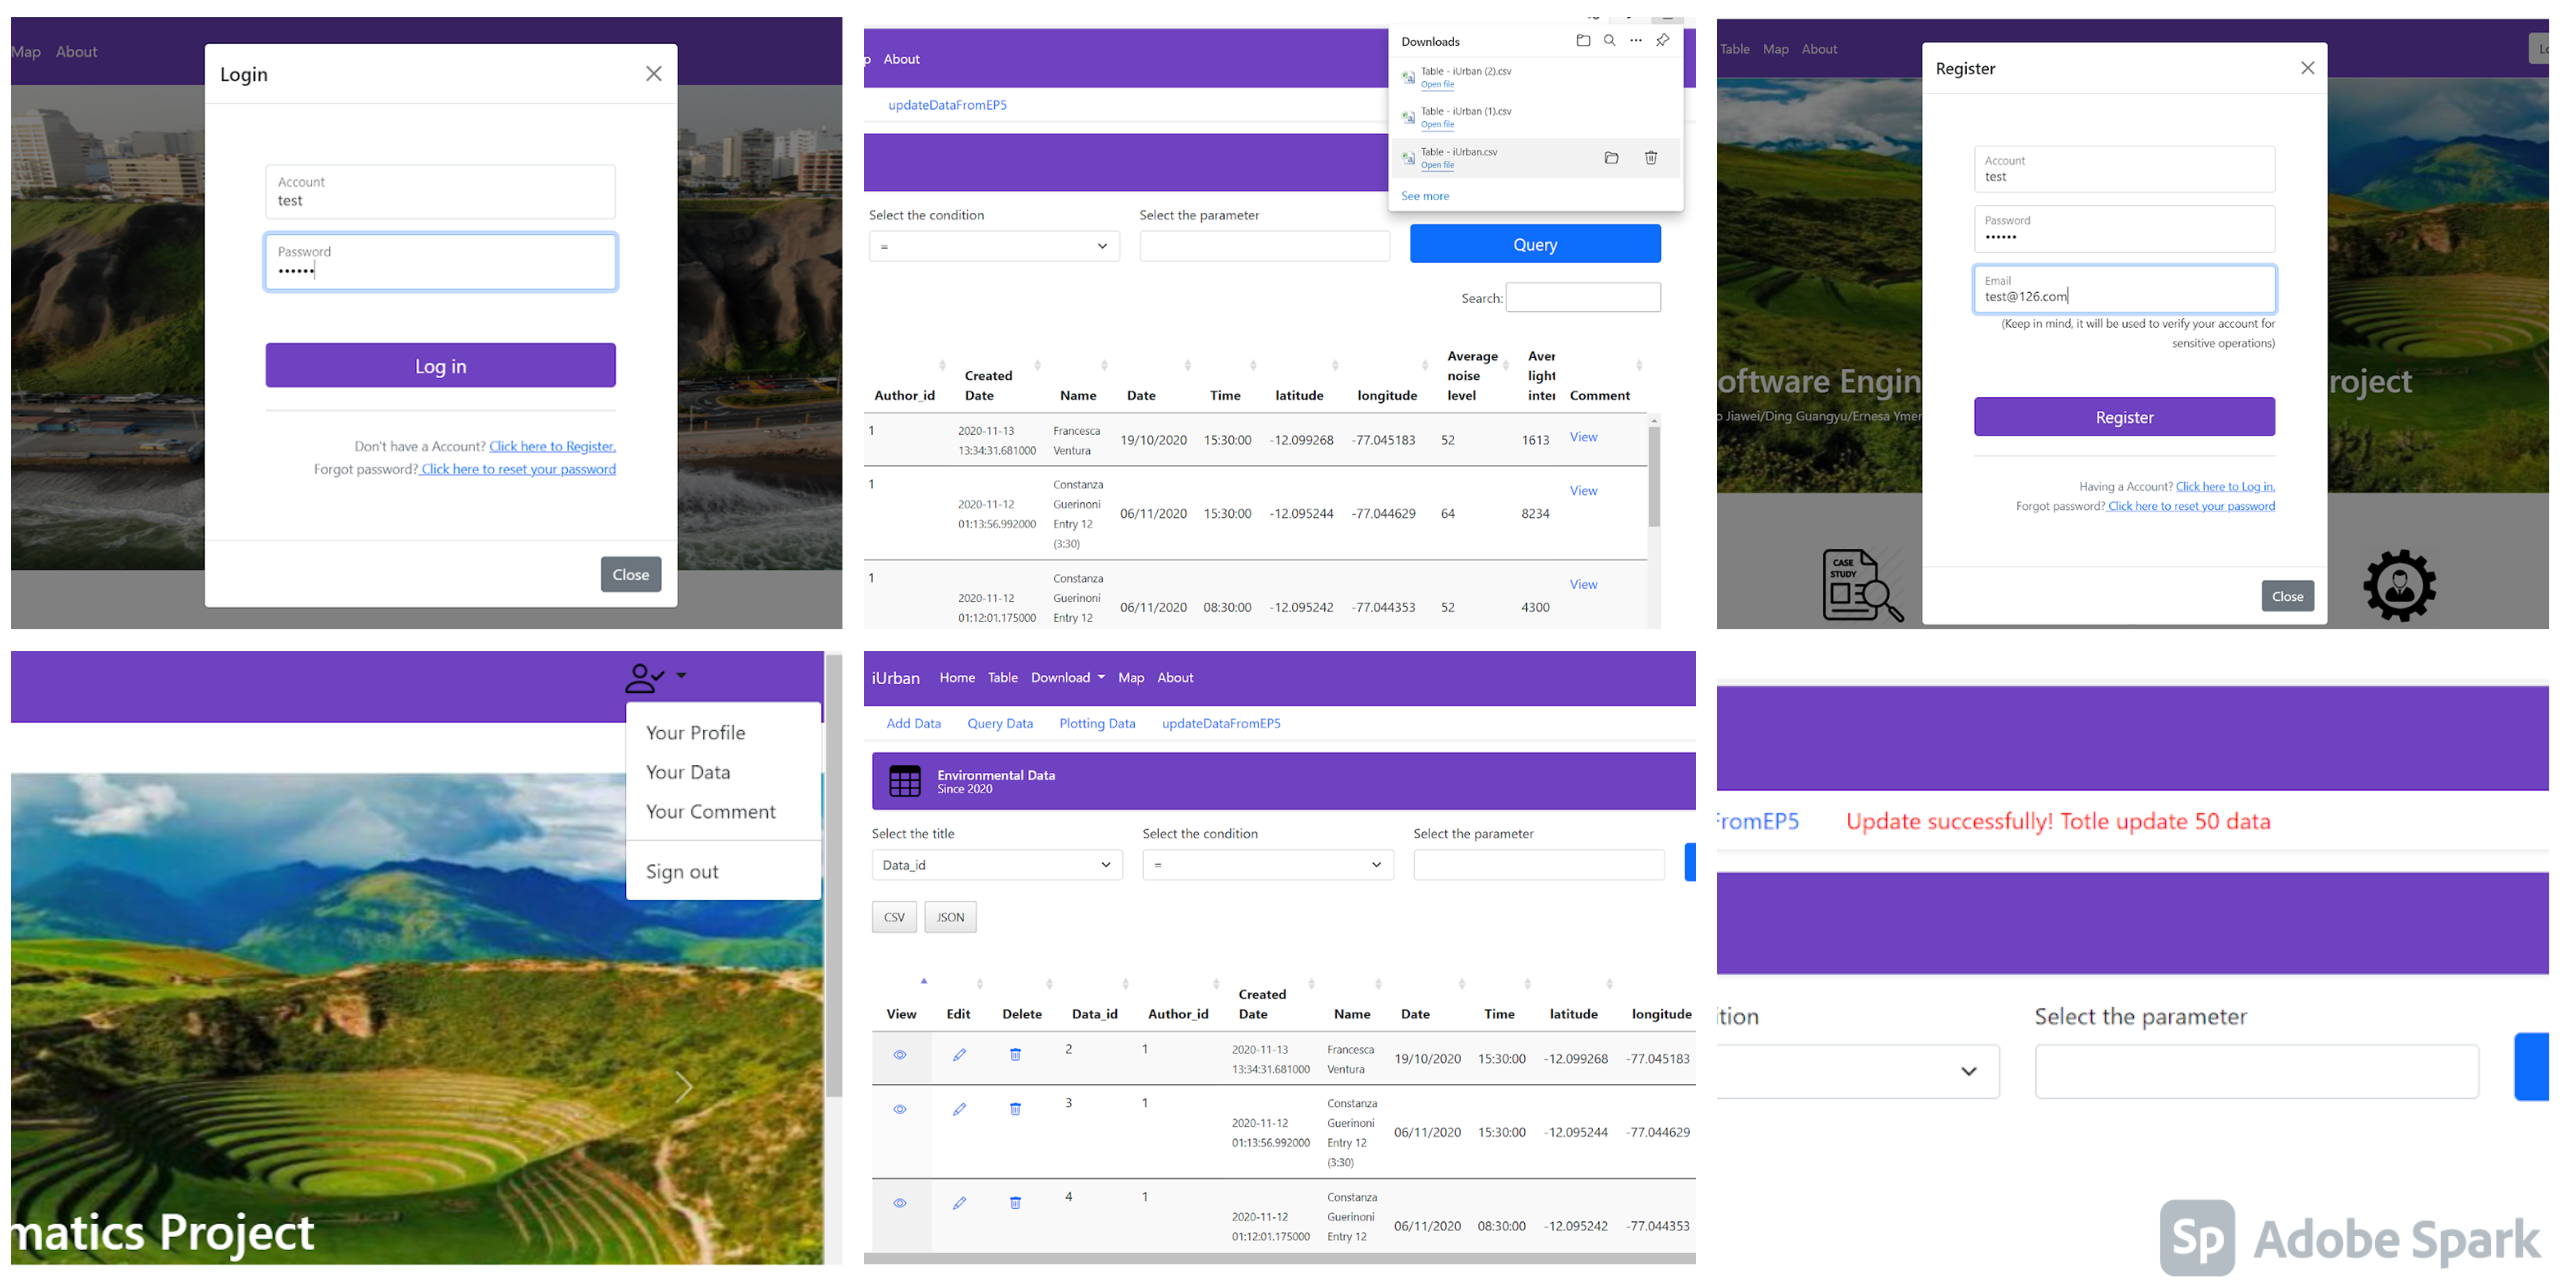 Map About
Login
Account
test
Password
••••••
Log in
Don't have a Account? Click here to Register.
Forgot password? Click here to reset your password
Close
About
Downloads
Table - iUrban (2).csv
Open file
Table - iUrban (1).csv
Open file
Table - iUrban.csv
Open file
See more
updateDataFromEP5
Select the condition
Select the parameter
=
Query
Search:
Author_id Created Date Name Date Time latitude longitude Average noise level Aver light inter Comment
1 2020-11-13 13:34:31.681000 Francesca Ventura 19/10/2020 15:30:00 -12.099268 -77.045183 52 1613 View
1 2020-11-12 01:13:56.992000 Constanza Guerinoni Entry 12 (3:30) 06/11/2020 15:30:00 -12.095244 -77.044629 64 8234 View
1 2020-11-12 01:12:01.175000 Constanza Guerinoni Entry 12 06/11/2020 08:30:00 -12.095242 -77.044353 52 4300 View
Table Map About
Lo
Register
Account
test
Password
••••••
Email
test@126.com
(Keep in mind, it will be used to verify your account for
sensitive operations)
oftware Engin
roject
o Jiawei/Ding Guangyu/Ernesa Ymer
Register
Having a Account? Click here to Log in.
Forgot password? Click here to reset your password
Close
CASE
STUDY
Your Profile
Your Data
Your Comment
Sign out
matics Project
iUrban Home Table Download Map About
Add Data Query Data Plotting Data updateDataFromEP5
Environmental Data
Since 2020
Select the title
Select the condition
Select the parameter
Data_id
=
CSV JSON
View Edit Delete Data_id Author_id Created Date Name Date Time latitude longitude
2 1 2020-11-13 13:34:31.681000 Francesca Ventura 19/10/2020 15:30:00 -12.099268 -77.045183
3 1 2020-11-12 01:13:56.992000 Constanza Guerinoni Entry 12 (3:30) 06/11/2020 15:30:00 -12.095244 -77.044629
4 1 2020-11-12 01:12:01.175000 Constanza Guerinoni Entry 12 06/11/2020 08:30:00 -12.095242 -77.044353
FromEP5 Update successfully! Totle update 50 data
ition
Select the parameter
Sp Adobe Spark